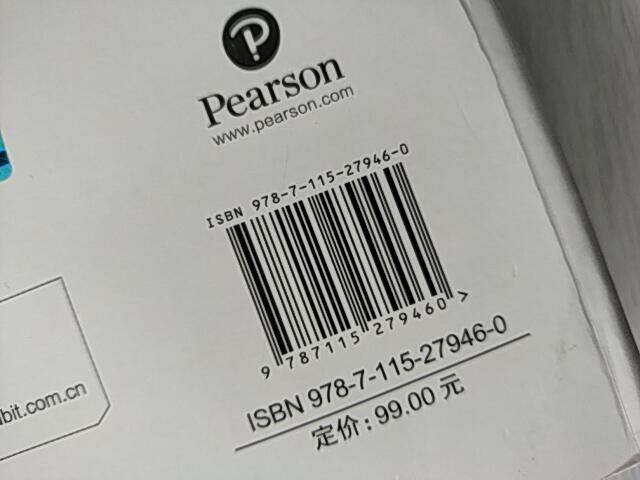 Pearson
www.pearson.com
ISBN 978-7-115-27946-0
9 787115 279460 >
ISBN 978-7-115-27946-0
定价:99.00 元
bit.com.cn